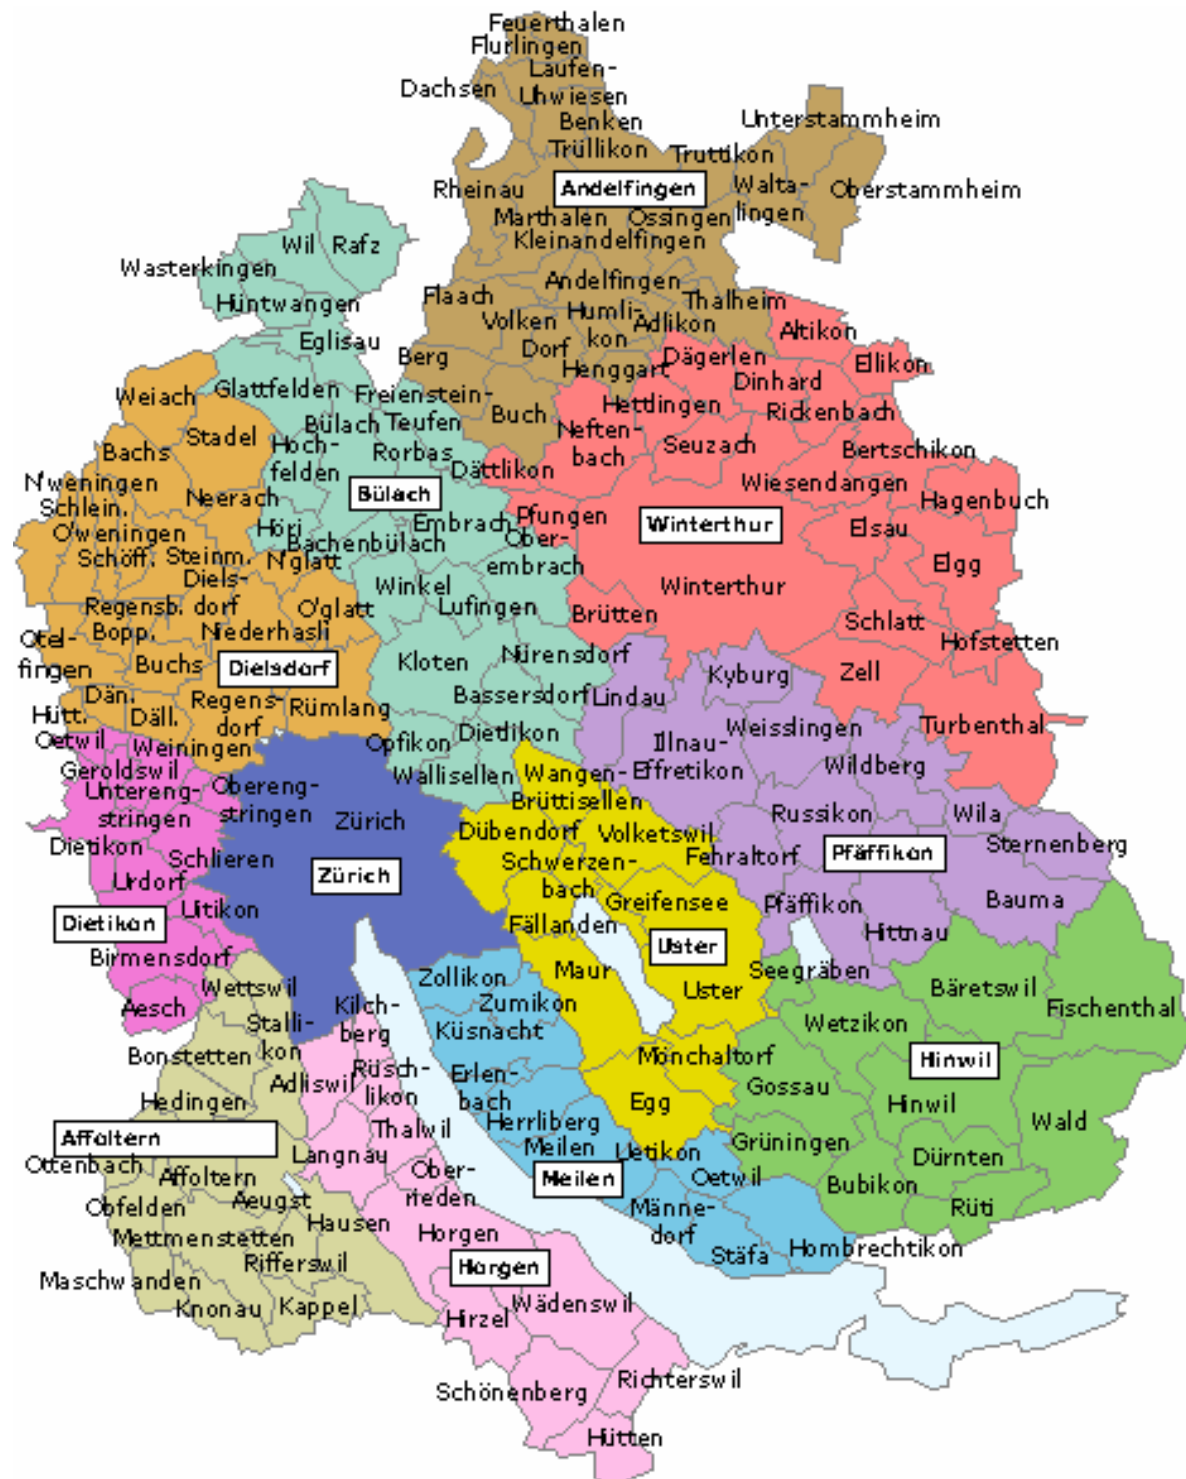 Feuerthalen
Flurlingen
Laufen-
Uhwiesen
Dachsen
Benken
Unterstammheim
Trüllikon
Truttikon
Rheinau
Andelfingen
Walta-
lingen
Oberstammheim
Marthalen
Ossingen
Kleinandelfingen
Wil
Rafz
Wasterkingen
Hüntwangen
Andelfingen
Flaach
Thalheim
Humli-
kon
Volken
Adlikon
Altikon
Eglisau
Dorf
Berg
Henggart
Dägerlen
Ellikon
Dinhard
Weiach
Glattfelden
Freienstein-
Teufen
Buch
Hettlingen
Rickenbach
Bülach
Stadel
Neften-
bach
Seuzach
Bertschikon
Hoch-
felden
Rorbas
Bachs
Dättlikon
N'weningen
Neerach
Bülach
Wiesendangen
Hagenbuch
Schlein.
Pfungen
Winterthur
Elsau
O'weningen
Höri
Embrach
Bachenbülach
Ober-
embrach
Schöff.
Steinm.
N'glatt
Elgg
Diels-
dorf
Winkel
Winterthur
Regensb.
O'glatt
Lufingen
Brütten
Schlatt
Bopp.
Niederhasli
Hofstetten
Otel-
fingen
Buchs
Dielsdorf
Kloten
Nürensdorf
Zell
Kyburg
Dän.
Regens-
dorf
Rümlang
Bassersdorf
Lindau
Hütt.
Däll.
Weisslingen
Turbenthal
Oetwil
Weiningen
Opfikon
Dietlikon
Illnau-
Effretikon
Geroldswil
Wallisellen
Wangen-
Brüttisellen
Wildberg
Untereng-
stringen
Obereng-
stringen
Zürich
Russikon
Wila
Dübendorf
Volketswil
Dietikon
Schlieren
Schwerzen-
bach
Fehraltorf
Pfäffikon
Sternenberg
Zürich
Urdorf
Greifensee
Pfäffikon
Bauma
Dietikon
Uitikon
Fällanden
Uster
Hittnau
Birmensdorf
Zollikon
Maur
Seegräben
Wettswil
Bäretswil
Aesch
Kilch-
berg
Zumikon
Uster
Fischenthal
Stalli-
kon
Küsnacht
Wetzikon
Bonstetten
Mönchaltorf
Hinwil
Adliswil
Rüsch-
likon
Erlen-
bach
Gossau
Hedingen
Egg
Hinwil
Herrliberg
Wald
Affoltern
Thalwil
Meilen
Uetikon
Grüningen
Ottenbach
Langnau
Dürnten
Affoltern
Ober-
rieden
Meilen
Oetwil
Bubikon
Obfelden
Aeugst
Männe-
dorf
Rüti
Hausen
Mettmenstetten
Horgen
Stäfa
Hombrechtikon
Rifferswil
Horgen
Maschwanden
Knonau
Kappel
Hirzel
Wädenswil
Richterswil
Schönenberg
Hütten